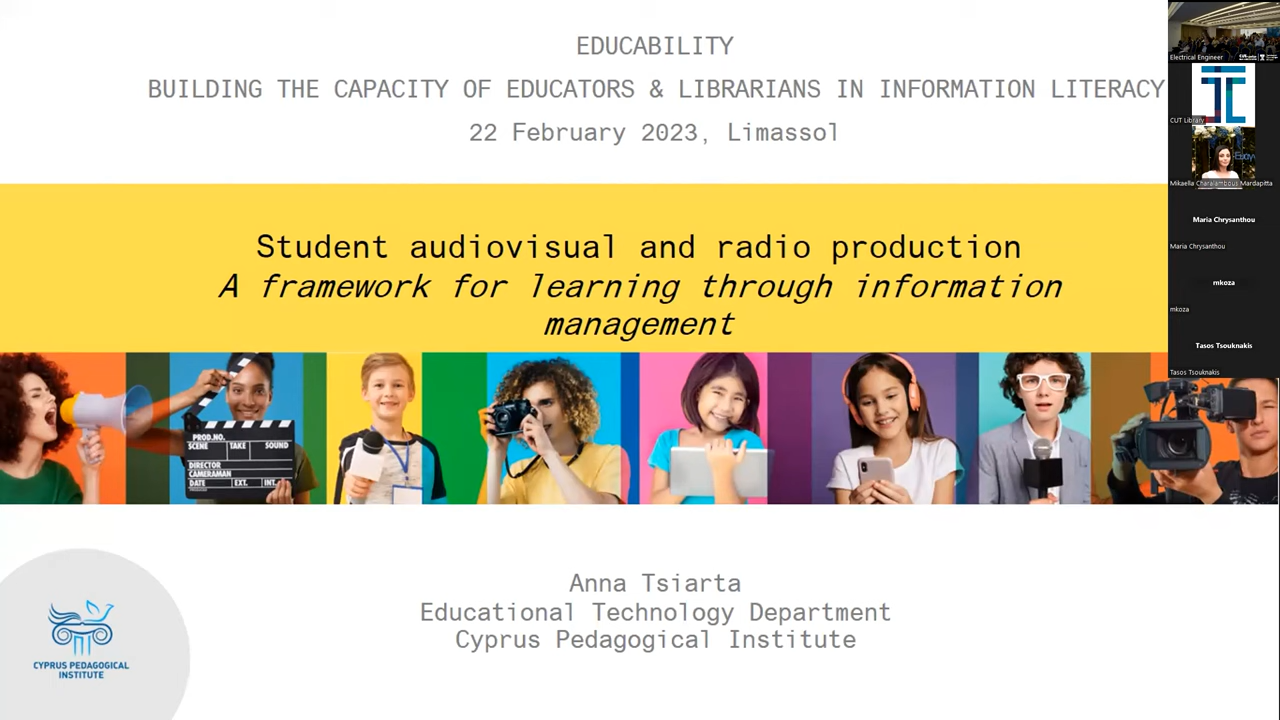 EDUCABILITY
BUILDING THE CAPACITY OF EDUCATORS & LIBRARIANS IN INFORMATION LITERACY
22 February 2023, Limassol
Student audiovisual and radio production
A framework for learning through information
management
PROD.NO.
SCENE TAKE SOUND
DIRECTOR
CAMERAMAN
DATE EXT. INT.
Anna Tsiarta
Educational Technology Department
Cyprus Pedagogical Institute
CYPRUS PEDAGOGICAL
INSTITUTE
Electrical Engineer
CUT Library
Mikaella Charalambous Mardapitta
Maria Chrysanthou
Maria Chrysanthou
mkoza
mkoza
Tasos Tsouknakis
Tasos Tsouknakis